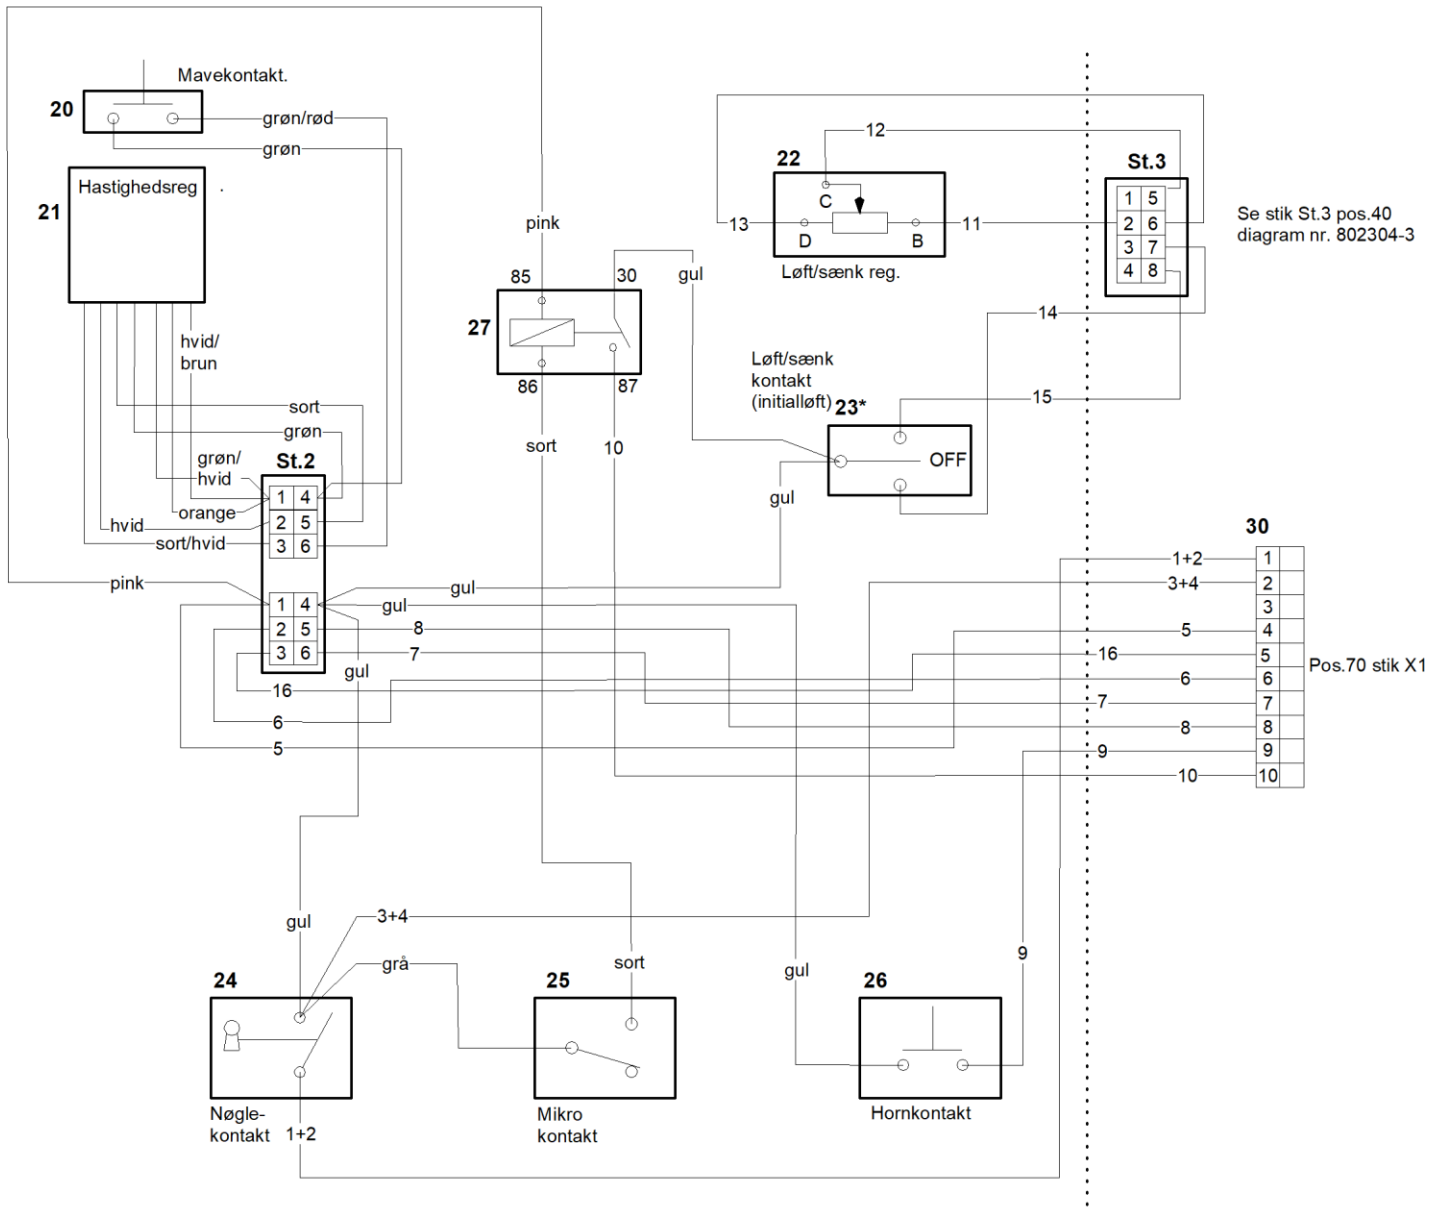 Mavekontakt.
20
grøn/rød
grøn
21
Hastighedsreg
.
hvid/
brun
sort
grøn
grøn/
hvid
St.2
1 4
orange
hvid
2 5
sort/hvid
3 6
pink
1 4
2 5
3 6
gul
gul
8
7
gul
16
6
5
pink
85
30
27
86
87
sort
10
gul
12
22
C
13
D
B
11
Løft/sænk reg.
St.3
1 5
2 6
3 7
4 8
Se stik St.3 pos.40
diagram nr. 802304-3
14
Løft/sænk
kontakt
(initialløft)
23*
15
OFF
gul
30
1+2
1
3+4
2
3
5
4
16
5
Pos.70 stik X1
6
6
7
7
8
8
9
9
10
10
gul
3+4
grå
24
Nøgle-
kontakt
1+2
sort
25
Mikro
kontakt
gul
26
9
Hornkontakt